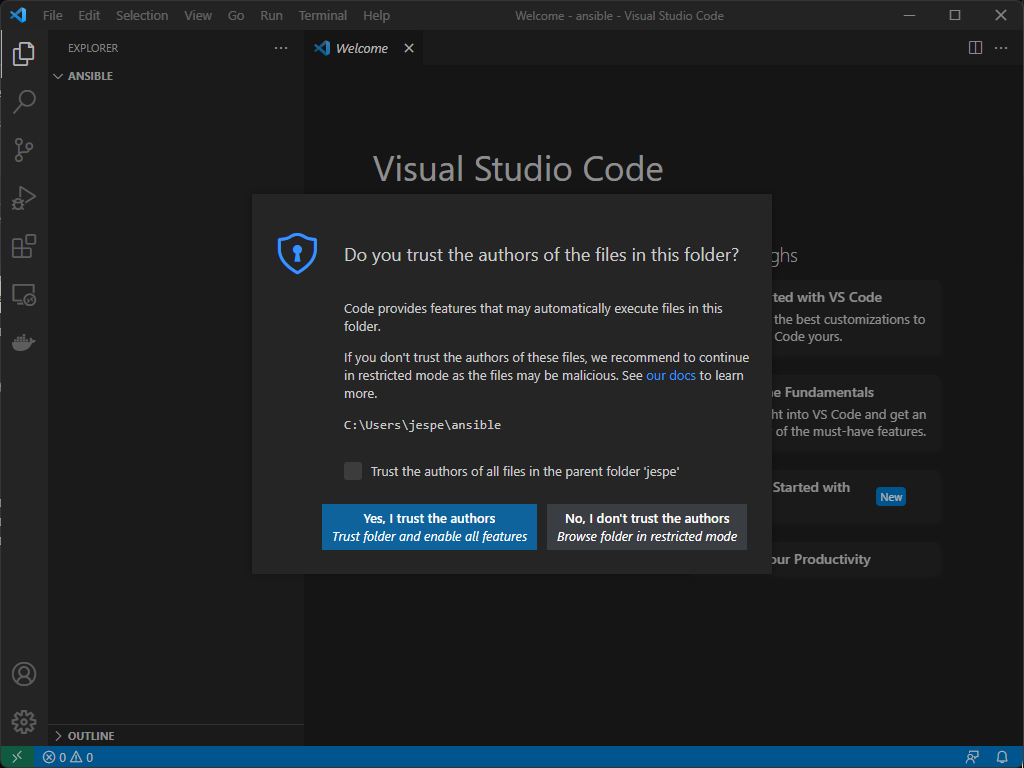 File Edit Selection View Go Run Terminal Help Welcome - ansible - Visual Studio Code
EXPLORER
Welcome
ANSIBLE
Visual Studio Code
Do you trust the authors of the files in this folder?
ghs
Code provides features that may automatically execute files in this
folder.
If you don't trust the authors of these files, we recommend to continue
in restricted mode as the files may be malicious. See our docs to learn
more.
C:\Users\jespe\ansible
Trust the authors of all files in the parent folder 'jespe'
Yes, I trust the authors
Trust folder and enable all features
No, I don't trust the authors
Browse folder in restricted mode
ted with VS Code
the best customizations to
Code yours.
e Fundamentals
ht into VS Code and get an
of the must-have features.
Started with
New
our Productivity
OUTLINE
0 0